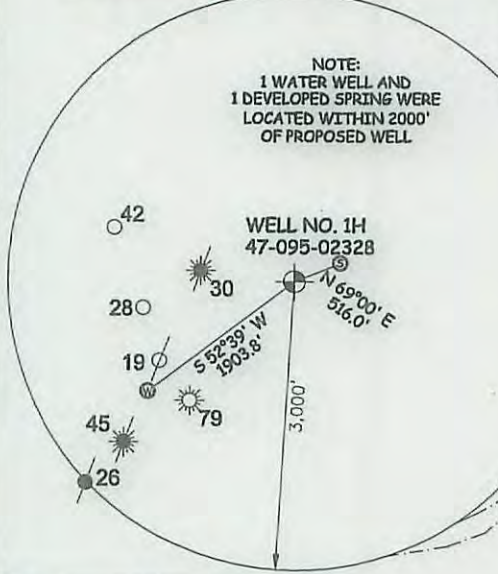 NOTE:
1 WATER WELL AND
1 DEVELOPED SPRING WERE
LOCATED WITHIN 2000'
OF PROPOSED WELL
42
WELL NO. 1H
47-095-02328
S
30
N 69°00' E
516.0'
28
S 52°39' W
1903.8'
19
W
79
3,000'
45
26